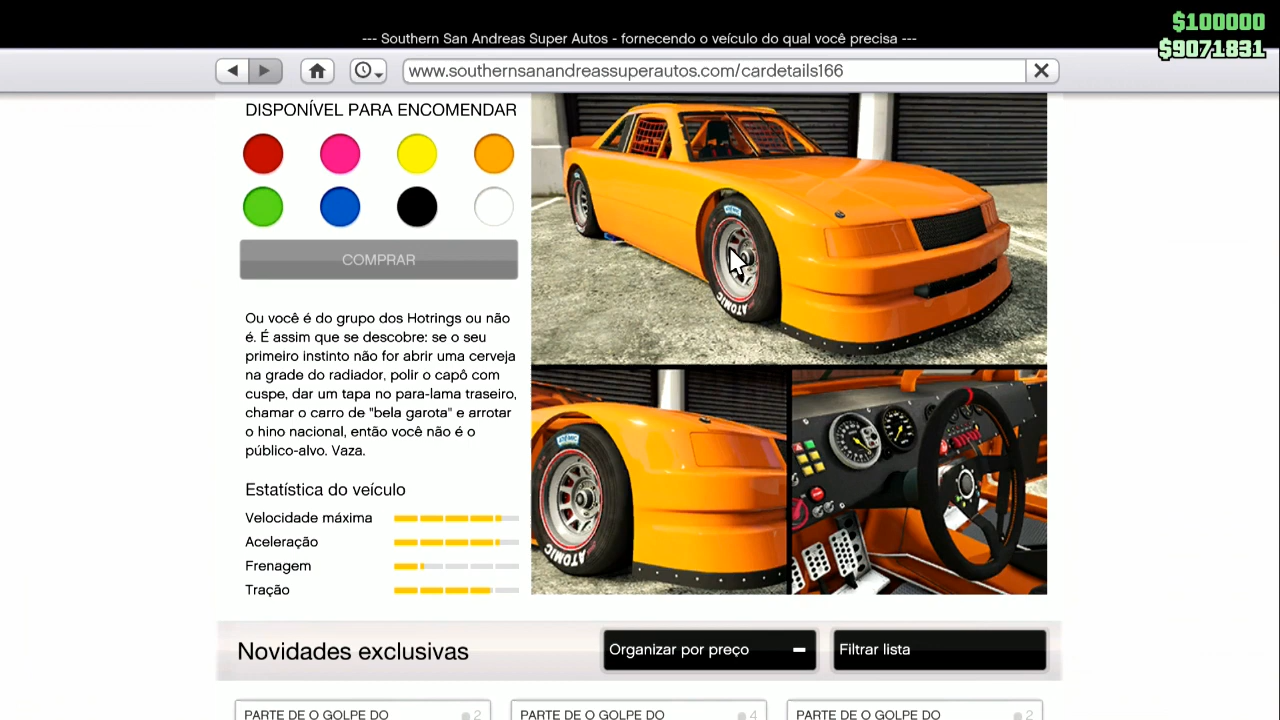 $100000
--- Southern San Andreas Super Autos - fornecendo o veículo do qual você precisa ---
$9071831
www.southernsanandreassuperautos.com/cardetails166
DISPONÍVEL PARA ENCOMENDAR
COMPRAR
Ou você é do grupo dos Hotrings ou não
é. É assim que se descobre: se o seu
primeiro instinto não for abrir uma cerveja
na grade do radiador, polir o capô com
cuspe, dar um tapa no para-lama traseiro,
chamar o carro de "bela garota" e arrotar
o hino nacional, então você não é o
público-alvo. Vaza.
Estatística do veículo
Velocidade máxima
Aceleração
Frenagem
Tração
ATOMIC
ATOMIC
ATOMIC
ATOMIC
Novidades exclusivas
Organizar por preço
Filtrar lista
PARTE DE O GOLPE DO 2
PARTE DE O GOLPE DO 4
PARTE DE O GOLPE DO 2